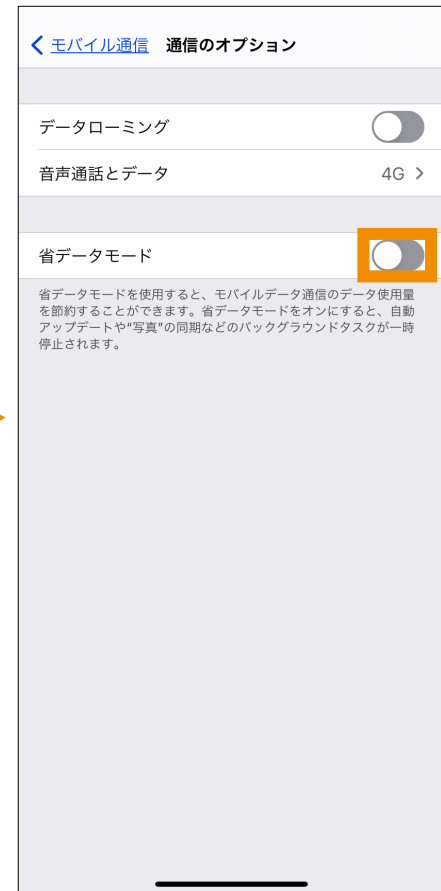 モバイル通信 通信のオプション
データローミング
音声通話とデータ 4G
省データモード
省データモードを使用すると、モバイルデータ通信のデータ使用量
を節約することができます。省データモードをオンにすると、自動
アップデートや“写真”の同期などのバックグラウンドタスクが一時
停止されます。